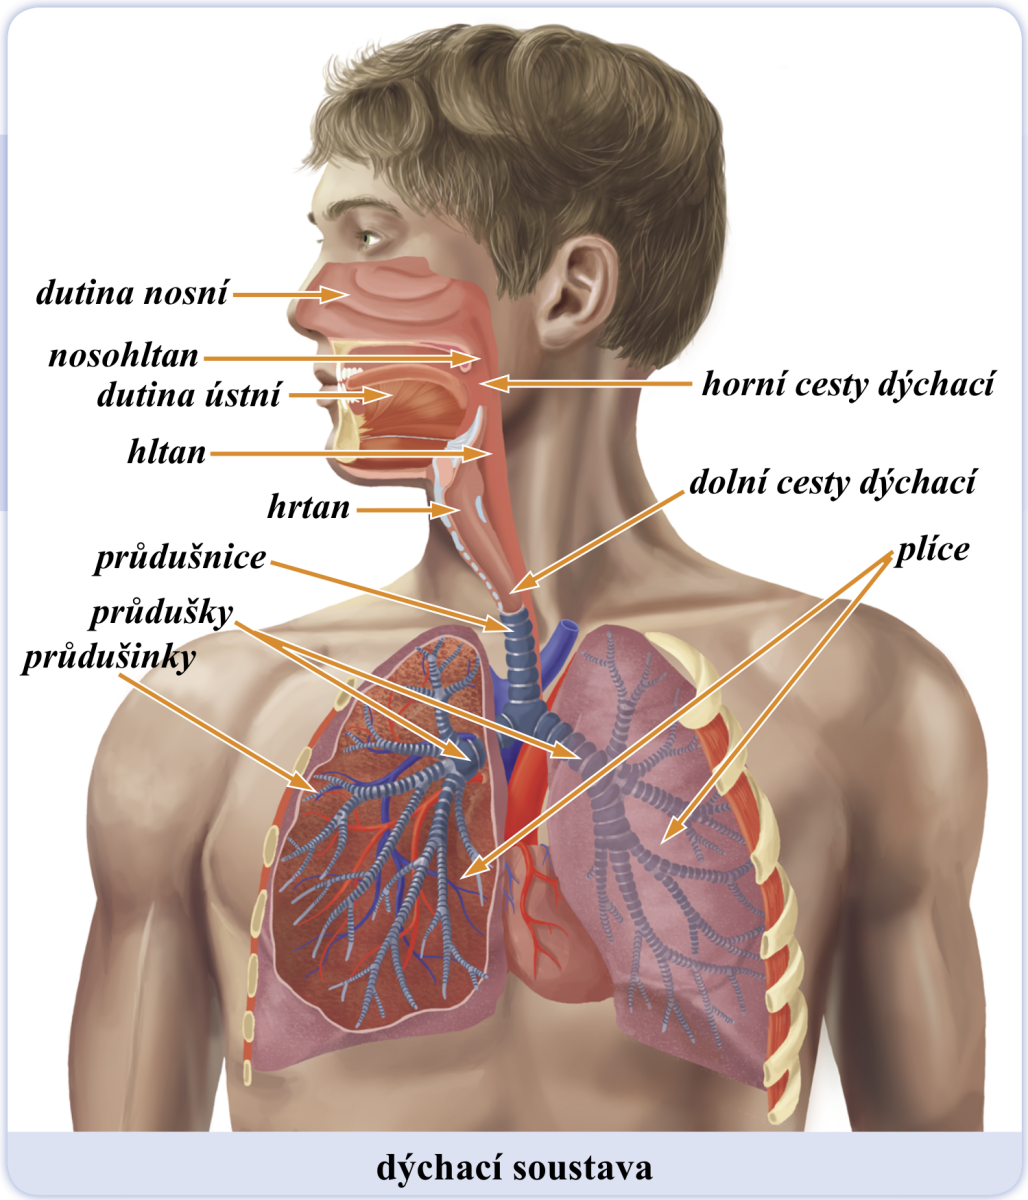 dutina nosní
nosohltan
dutina ústní
hltan
hrtan
průdušnice
průdušky
průdušinky
horní cesty dýchací
dolní cesty dýchací
plíce
dýchací soustava